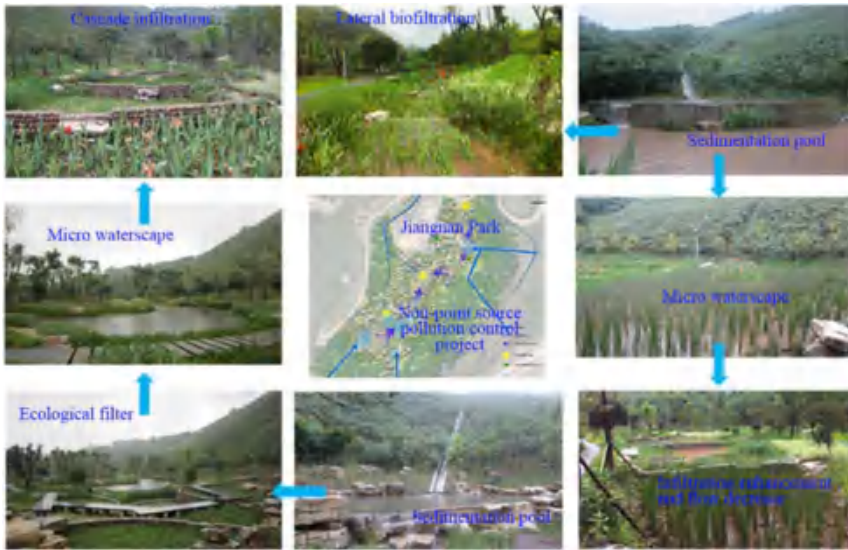 Cascade infiltration
Lateral biofiltration
Sedimentation pool
Micro waterscape
Jiangnan Park
Non-point source
pollution control
project
Micro waterscape
Ecological filter
Sedimentation pool
Infiltration enhancement
and flow decrease